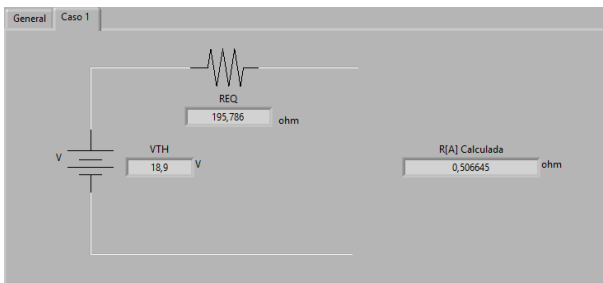 General Caso 1
REQ
195,786 ohm
V
VTH
18,9 V
R[A] Calculada
0,506645 ohm